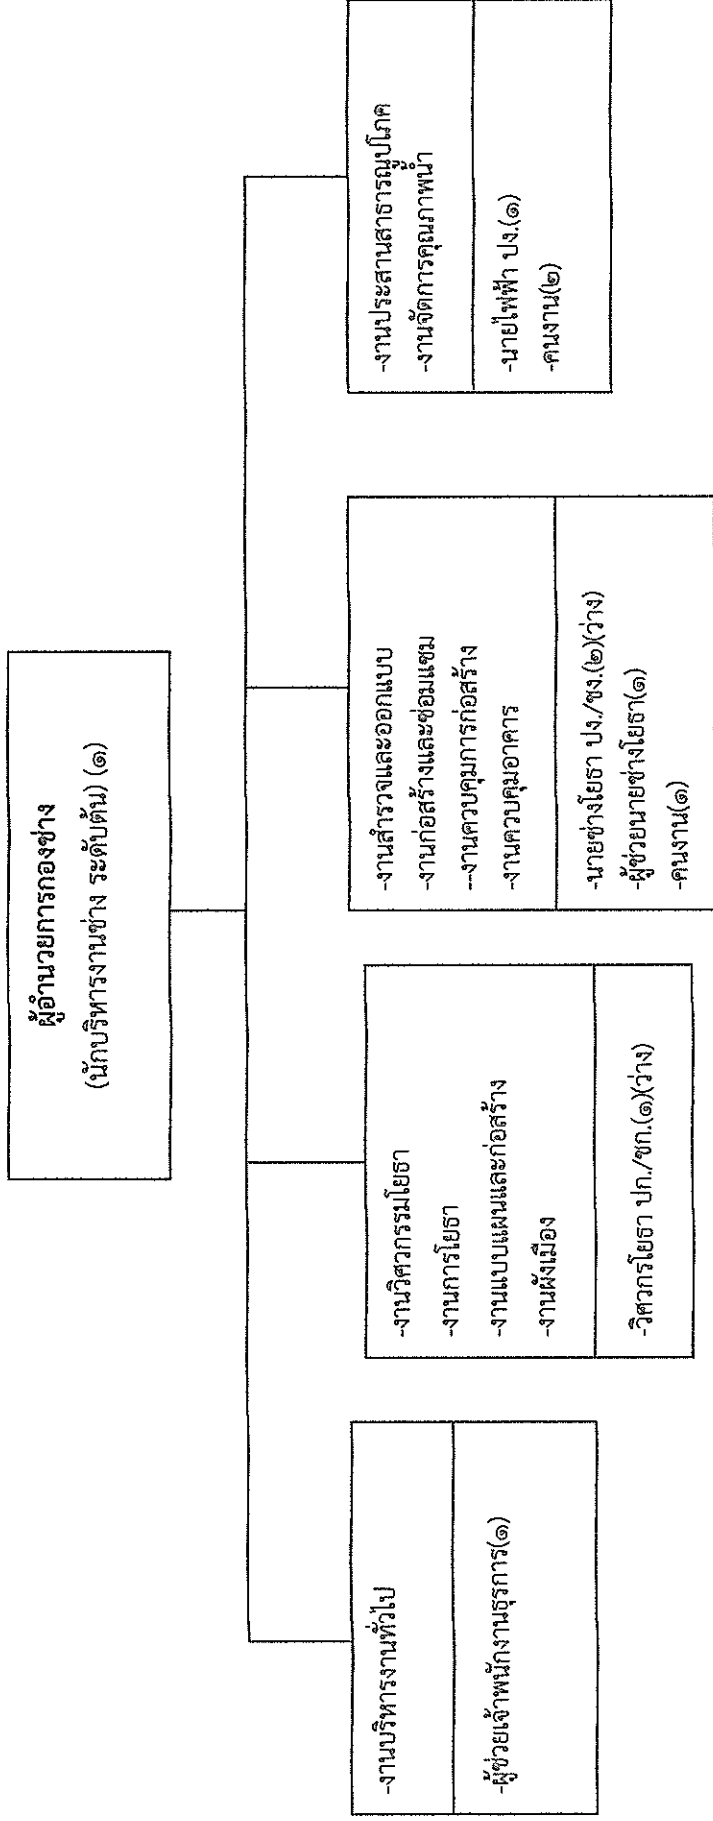 ผู้อำนวยการกองช่าง
(นักบริหารงานช่าง ระดับต้น) (๑)
-งานบริหารงานทั่วไป
-ผู้ช่วยเจ้าพนักงานธุรการ(๑)
-งานวิศวกรรมโยธา
-งานการโยธา
-งานแบบแผนและก่อสร้าง
-งานผังเมือง
-วิศวกรโยธา ปก./ชก.(๑)(ว่าง)
-งานสำรวจและออกแบบ
-งานก่อสร้างและซ่อมแซม
--งานควบคุมการก่อสร้าง
-งานควบคุมอาคาร
-นายช่างโยธา ปง./ชง.(๒)(ว่าง)
-ผู้ช่วยนายช่างโยธา(๑)
-คนงาน(๑)
-งานประสานสาธารณูปโภค
-งานจัดการคุณภาพน้ำ
-นายไฟฟ้า ปง.(๑)
-คนงาน(๒)